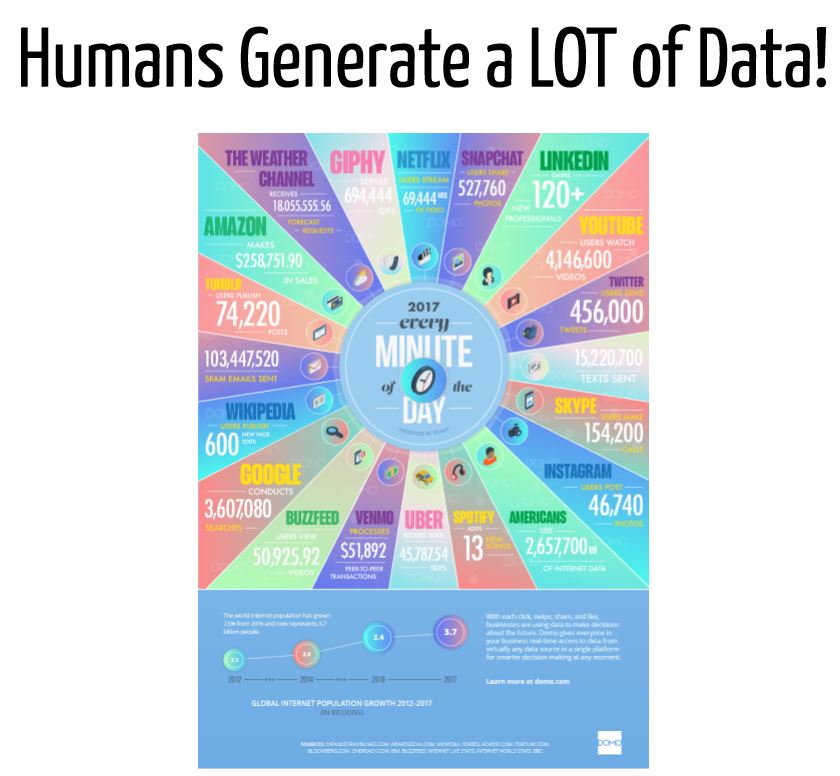 Humans Generate a LOT of Data!
THE WEATHER
CHANNEL
RECEIVES
18,055,555.56
FORECAST
REQUESTS
GIPHY
SERVES
694,444
GIFS
NETFLIX
USERS STREAM
69,444 HRS
OF VIDEO
SNAPCHAT
USERS SHARE
527,760
PHOTOS
LINKEDIN
GAINS
120+
NEW
PROFESSIONALS
AMAZON
MAKES
$258,751.90
IN SALES
YOUTUBE
USERS WATCH
4,146,600
VIDEOS
TUMBLR
USERS PUBLISH
74,220
POSTS
TWITTER
USERS SEND
456,000
TWEETS
2017
every
MINUTE
of the
DAY
PRESENTED BY DOMO
103,447,520
SPAM EMAILS SENT
15,220,700
TEXTS SENT
WIKIPEDIA
USERS PUBLISH
600 NEW PAGE
EDITS
SKYPE
USERS MAKE
154,200
CALLS
GOOGLE
CONDUCTS
3,607,080
SEARCHES
INSTAGRAM
USERS POST
46,740
PHOTOS
BUZZFEED
USERS VIEW
50,925.92
VIDEOS
VENMO
PROCESSES
$51,892
PEER-TO-PEER
TRANSACTIONS
UBER
RIDERS TAKE
45,787.54
TRIPS
SPOTIFY
ADDS
13 NEW
SONGS
AMERICANS
USE
2,657,700 GB
OF INTERNET DATA
The world internet population has grown
7.5% from 2016 and now represents 3.7
billion people.
3.4
3.7
2012
2014
2016
2017
GLOBAL INTERNET POPULATION GROWTH 2012-2017
(IN BILLIONS)
With each click, swipe, share, and like,
businesses are using data to make decisions
about the future. Domo gives everyone in
your business real-time access to data from
virtually any data source in a single platform
for smarter decision-making at any moment.
Learn more at domo.com
DOMO